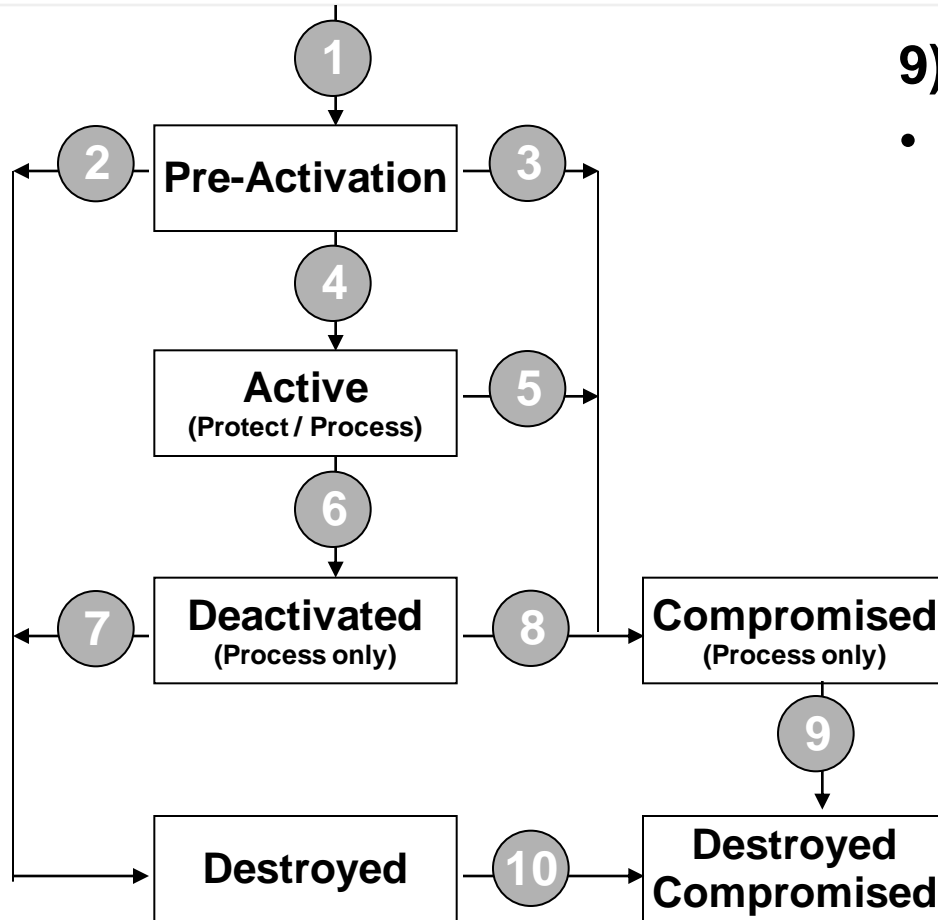 1
9)
•
2
Pre-Activation
3
4
Active
(Protect / Process)
5
6
7
Deactivated
(Process only)
8
Compromised
(Process only)
9
Destroyed
10
Destroyed
Compromised